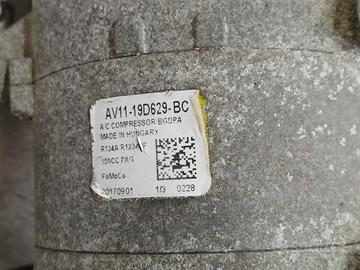 AV11-19D629-BC
A/C COMPRESSOR BGDPA
MADE IN HUNGARY
R134A R1234YF
150CC PAG
FoMoCo
20170901 1/3 0228